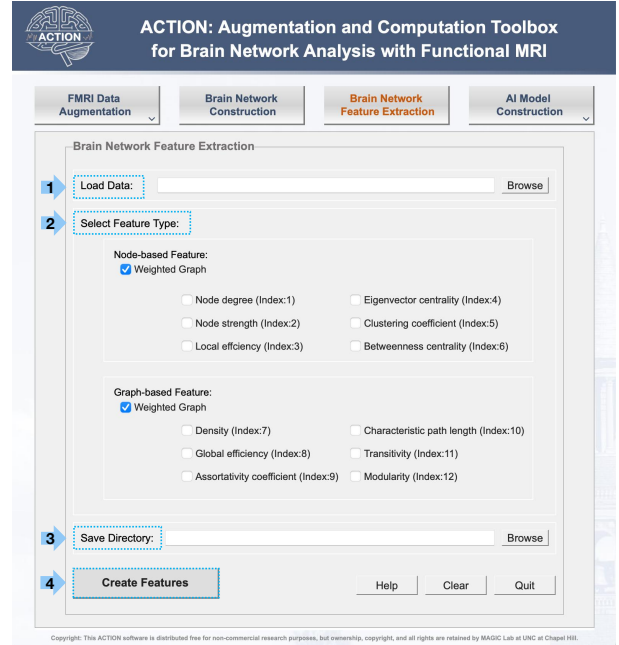 ACTION
ACTION: Augmentation and Computation Toolbox
for Brain Network Analysis with Functional MRI
FMRI Data
Augmentation
Brain Network
Construction
Brain Network
Feature Extraction
AI Model
Construction
Brain Network Feature Extraction
1
Load Data:
Browse
2
Select Feature Type:
Node-based Feature:
Weighted Graph
Node degree (Index:1)
Eigenvector centrality (Index:4)
Node strength (Index:2)
Clustering coefficient (Index:5)
Local effciency (Index:3)
Betweenness centrality (Index:6)
Graph-based Feature:
Weighted Graph
Density (Index:7)
Characteristic path length (Index:10)
Global efficiency (Index:8)
Transitivity (Index:11)
Assortativity coefficient (Index:9)
Modularity (Index:12)
3
Save Directory:
Browse
4
Create Features
Help
Clear
Quit
Copyright: This ACTION software is distributed free for non-commercial research purposes, but ownership, copyright, and all rights are retained by MAGIC Lab at UNC at Chapel Hill.